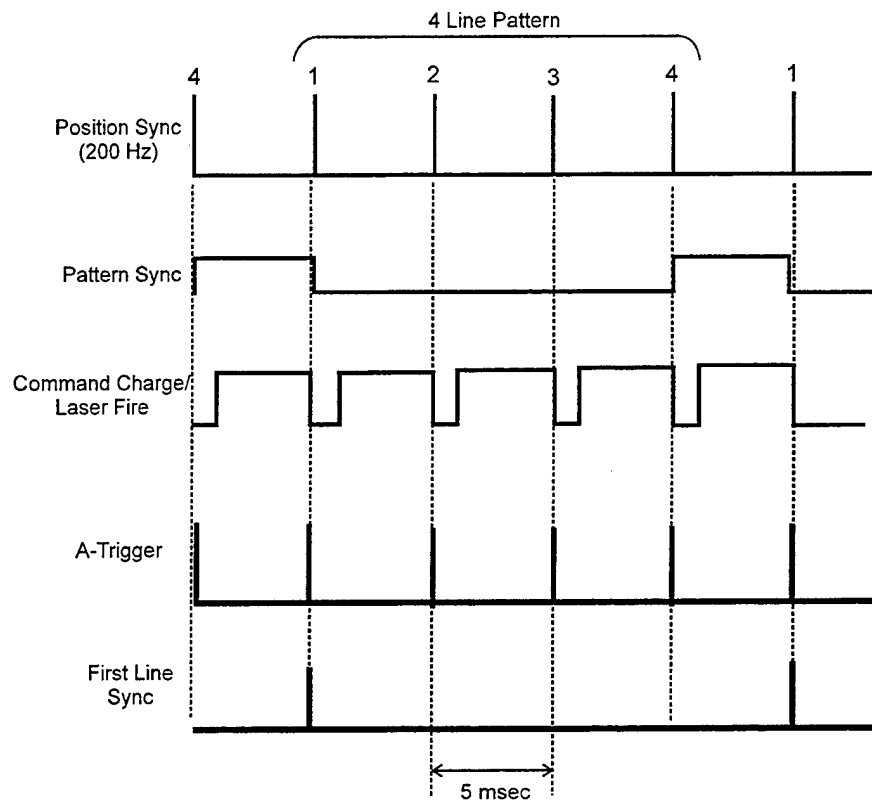 4 Line Pattern
4 1 2 3 4 1
Position Sync
(200 Hz)
Pattern Sync
Command Charge/
Laser Fire
A-Trigger
First Line
Sync
5 msec